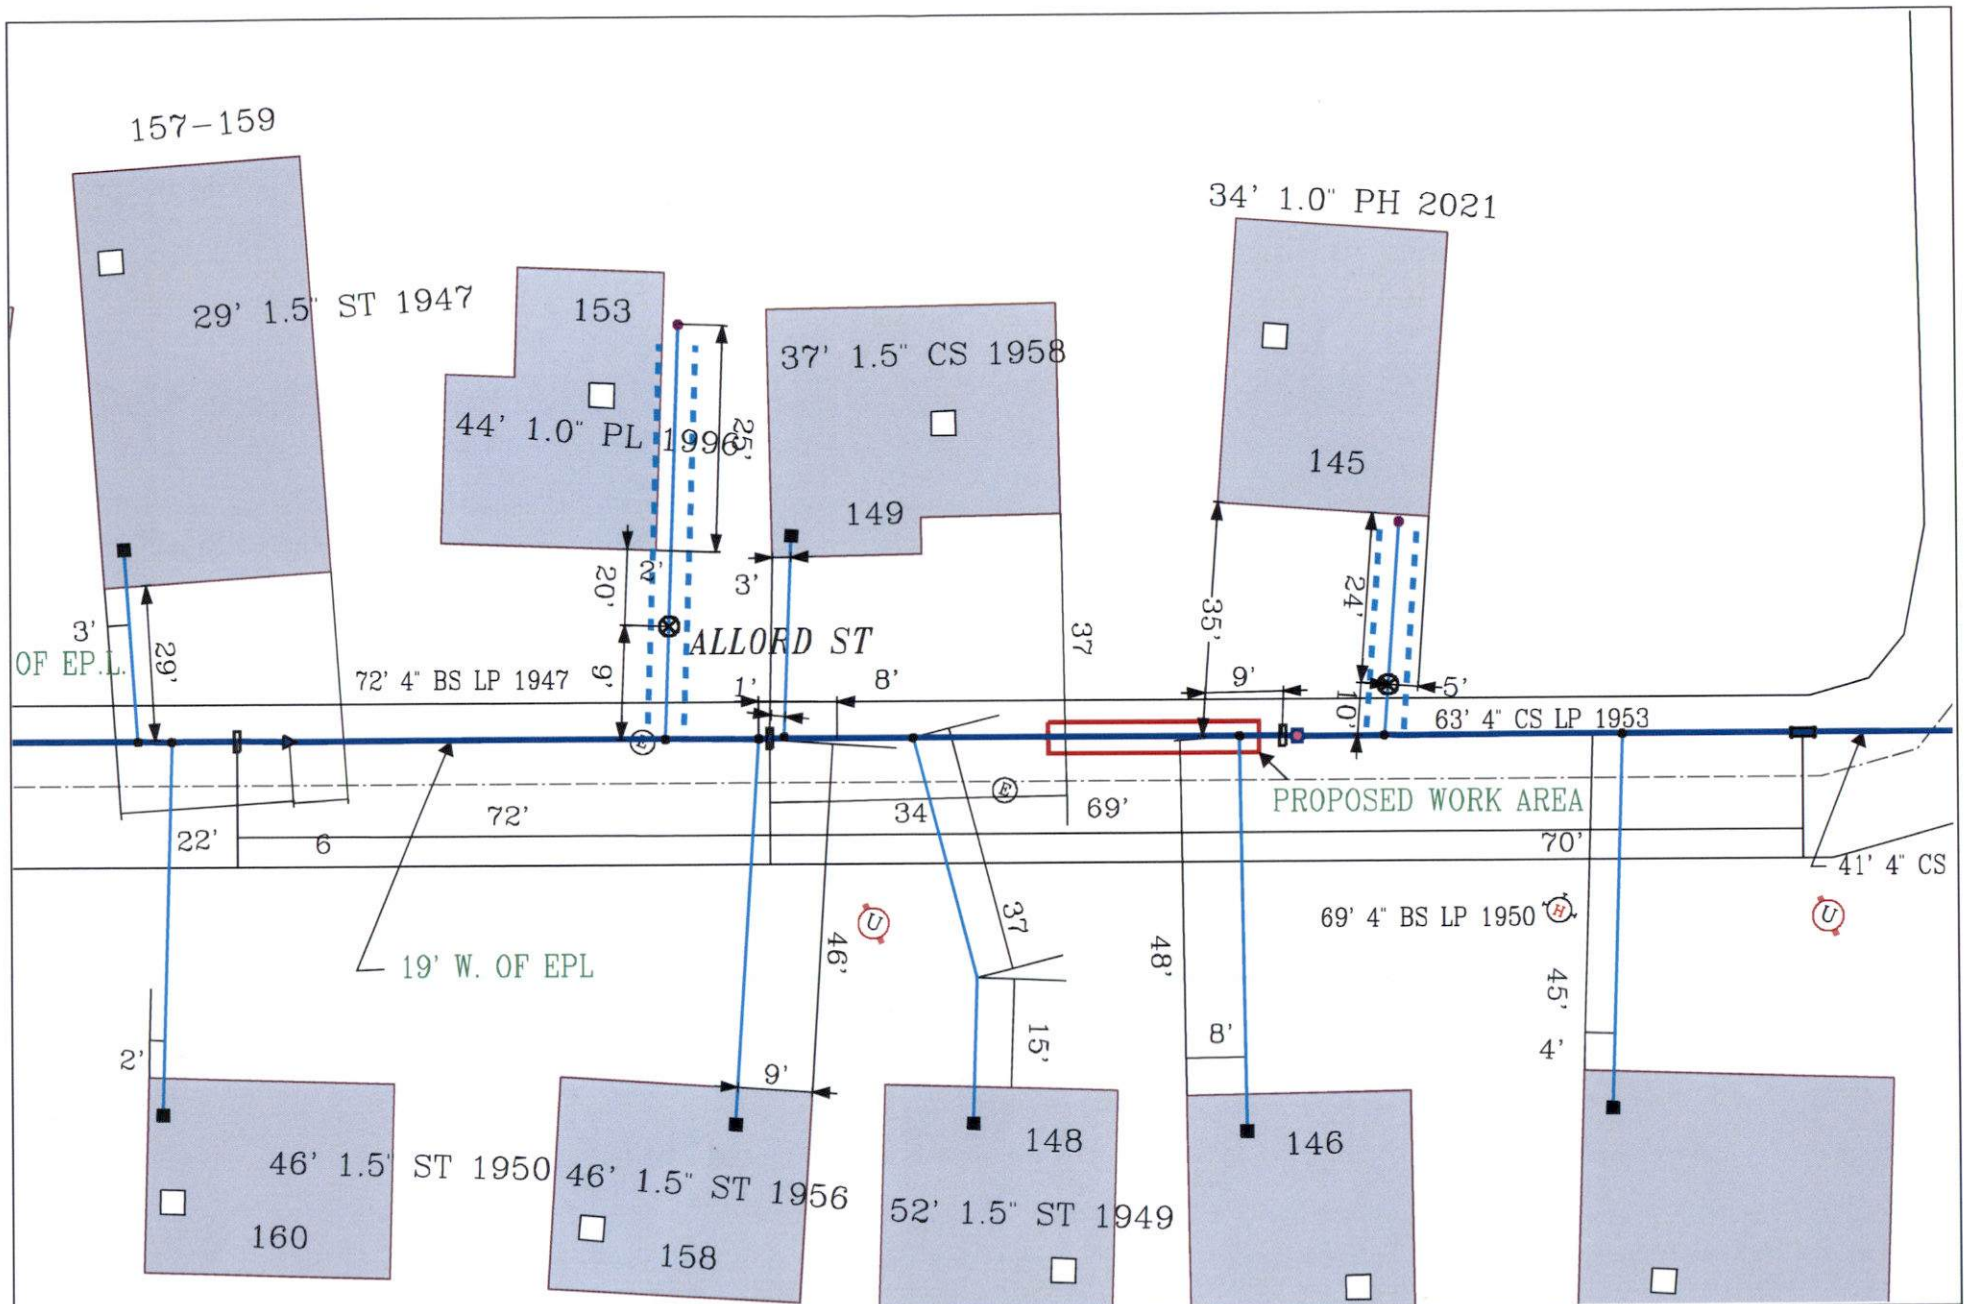 157-159
34' 1.0" PH 2021
29' 1.5" ST 1947
153
37' 1.5" CS 1958
44' 1.0" PL 1996
25'
145
149
2'
20'
3'
24'
35'
3'
29'
ALLORD ST
37
OF EP.L.
72' 4" BS LP 1947
9'
1'
8'
9'
10'
5'
63' 4" CS LP 1953
E
E
PROPOSED WORK AREA
22'
6
72'
34
69'
70'
41' 4" CS
U
37
69' 4" BS LP 1950
H
U
46'
48'
45'
19' W. OF EPL
15'
8'
2'
4'
9'
148
146
46' 1.5" ST 1950
46' 1.5" ST 1956
52' 1.5" ST 1949
160
158